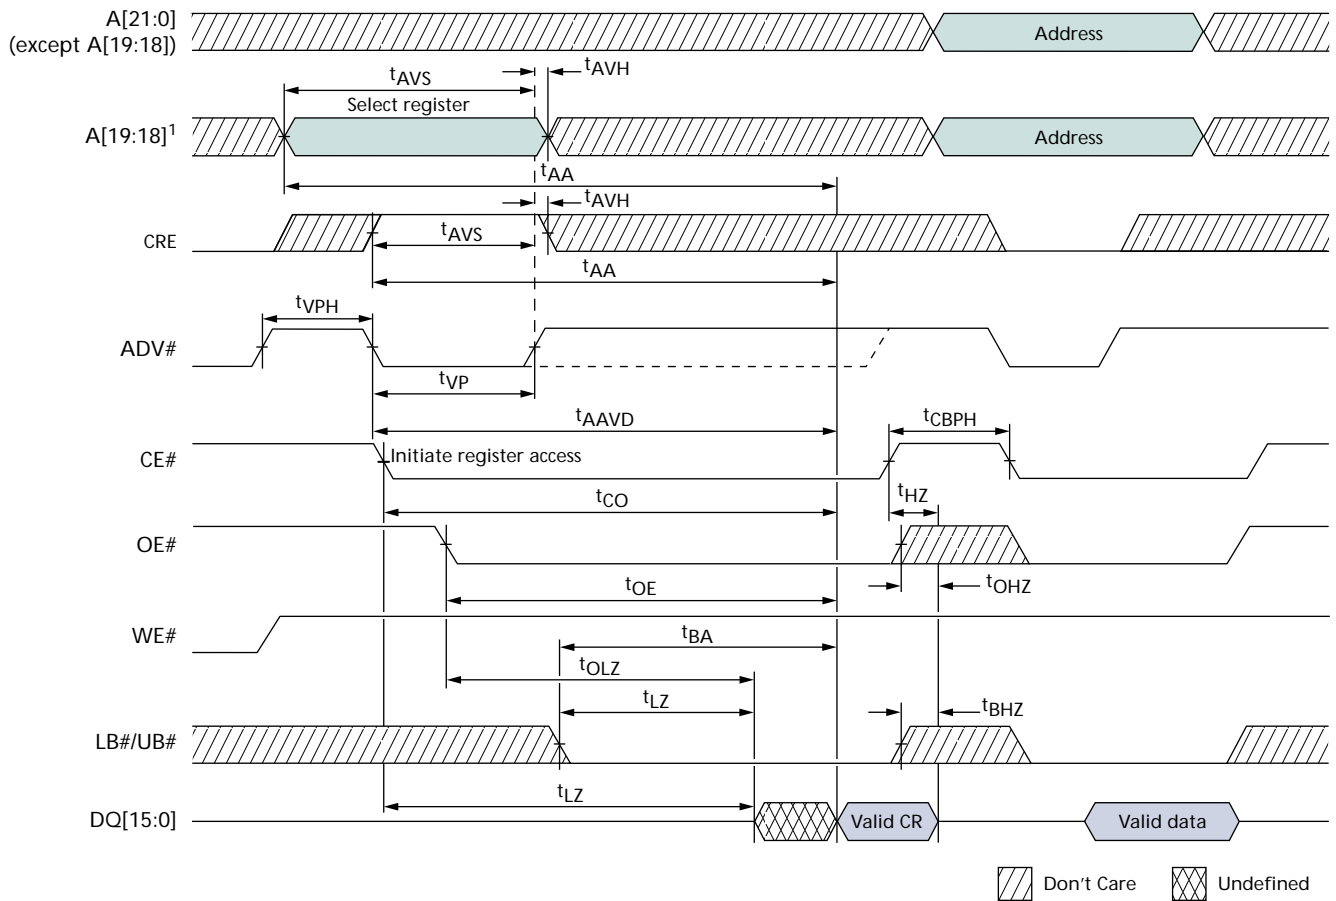 A[21:0]
(except A[19:18])
Address
tAVS
tAVH
Select register
A[19:18]1
Address
tAA
tAVH
CRE
tAVS
tAA
tVPH
ADV#
tVP
tAAVD
tCBPH
CE#
Initiate register access
tCO
tHZ
OE#
tOE
tOHZ
WE#
tBA
tOLZ
tLZ
tBHZ
LB#/UB#
tLZ
DQ[15:0]
Valid CR
Valid data
Don't Care
Undefined